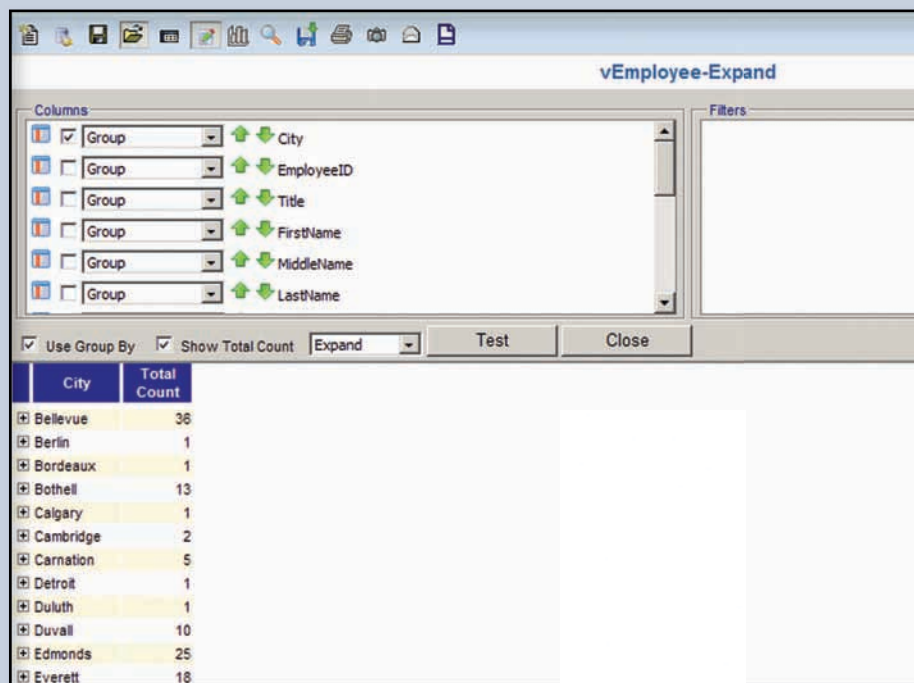 vEmployee-Expand
Columns
Group City
Group EmployeeID
Group Title
Group FirstName
Group MiddleName
Group LastName
Filters
Use Group By Show Total Count Expand Test Close
City Total Count
Bellevue 36
Berlin 1
Bordeaux 1
Bothell 13
Calgary 1
Cambridge 2
Carnation 5
Detroit 1
Duluth 1
Duvall 10
Edmonds 25
Everett 18